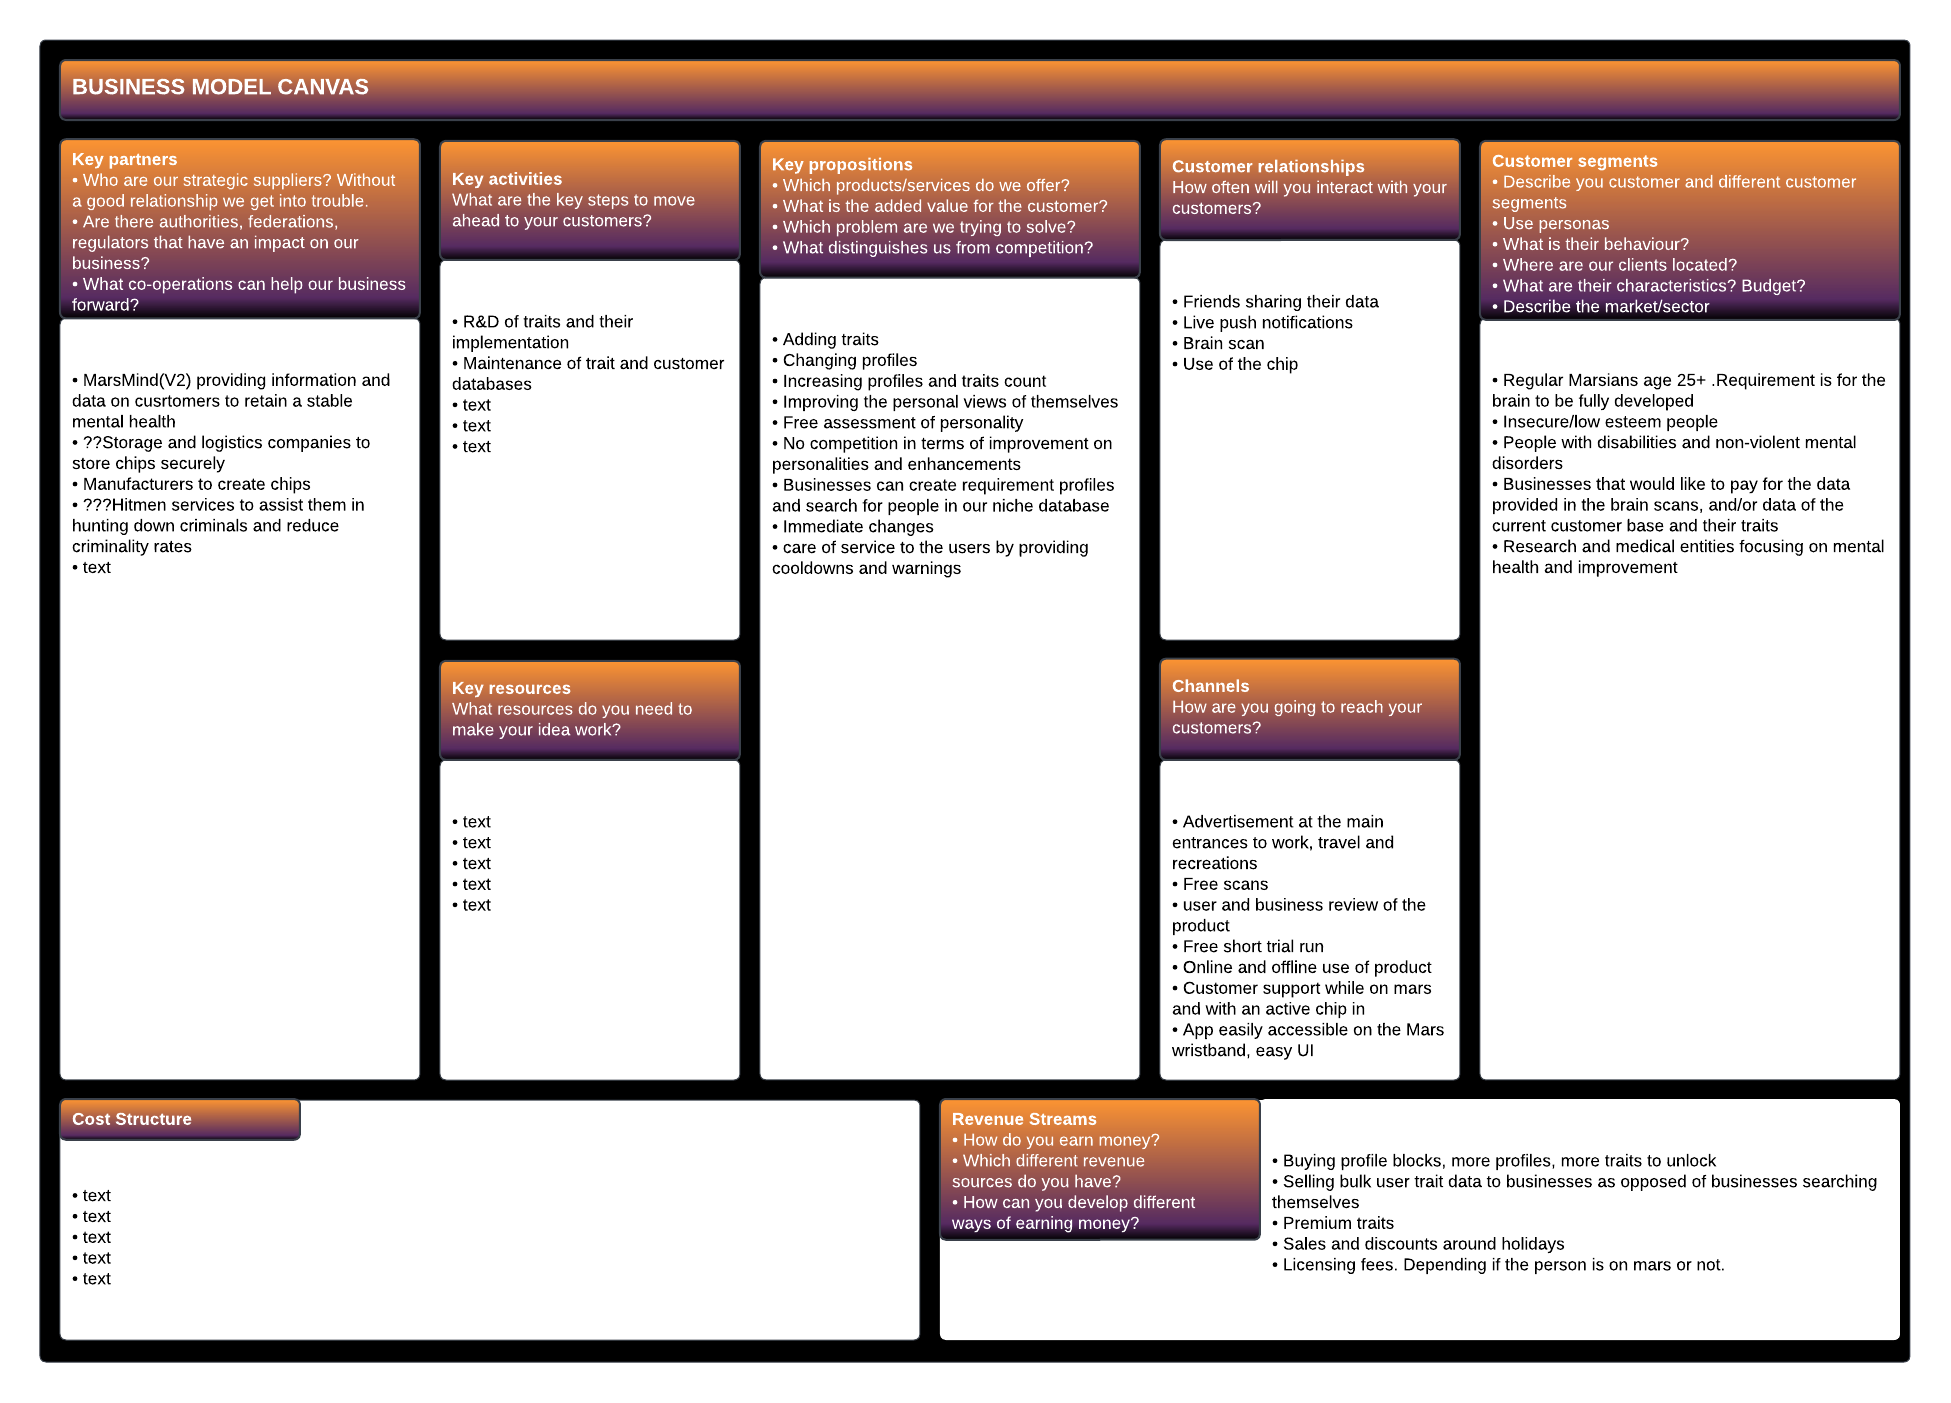 BUSINESS MODEL CANVAS
Key partners
• Who are our strategic suppliers? Without
a good relationship we get into trouble.
• Are there authorities, federations,
regulators that have an impact on our
business?
• What co-operations can help our business
forward?
• MarsMind(V2) providing information and
data on cusrtomers to retain a stable
mental health
• ??Storage and logistics companies to
store chips securely
• Manufacturers to create chips
• ???Hitmen services to assist them in
hunting down criminals and reduce
criminality rates
• text
Key activities
What are the key steps to move
ahead to your customers?
• R&D of traits and their
implementation
• Maintenance of trait and customer
databases
• text
• text
• text
Key resources
What resources do you need to
make your idea work?
• text
• text
• text
• text
• text
Key propositions
• Which products/services do we offer?
• What is the added value for the customer?
• Which problem are we trying to solve?
• What distinguishes us from competition?
• Adding traits
• Changing profiles
• Increasing profiles and traits count
• Improving the personal views of themselves
• Free assessment of personality
• No competition in terms of improvement on
personalities and enhancements
• Businesses can create requirement profiles
and search for people in our niche database
• Immediate changes
• care of service to the users by providing
cooldowns and warnings
Customer relationships
How often will you interact with your
customers?
• Friends sharing their data
• Live push notifications
• Brain scan
• Use of the chip
Channels
How are you going to reach your
customers?
• Advertisement at the main
entrances to work, travel and
recreations
• Free scans
• user and business review of the
product
• Free short trial run
• Online and offline use of product
• Customer support while on mars
and with an active chip in
• App easily accessible on the Mars
wristband, easy UI
Customer segments
• Describe you customer and different customer
segments
• Use personas
• What is their behaviour?
• Where are our clients located?
• What are their characteristics? Budget?
• Describe the market/sector
• Regular Marsians age 25+ .Requirement is for the
brain to be fully developed
• Insecure/low esteem people
• People with disabilities and non-violent mental
disorders
• Businesses that would like to pay for the data
provided in the brain scans, and/or data of the
current customer base and their traits
• Research and medical entities focusing on mental
health and improvement
Cost Structure
• text
• text
• text
• text
• text
Revenue Streams
• How do you earn money?
• Which different revenue
sources do you have?
• How can you develop different
ways of earning money?
• Buying profile blocks, more profiles, more traits to unlock
• Selling bulk user trait data to businesses as opposed of businesses searching
themselves
• Premium traits
• Sales and discounts around holidays
• Licensing fees. Depending if the person is on mars or not.